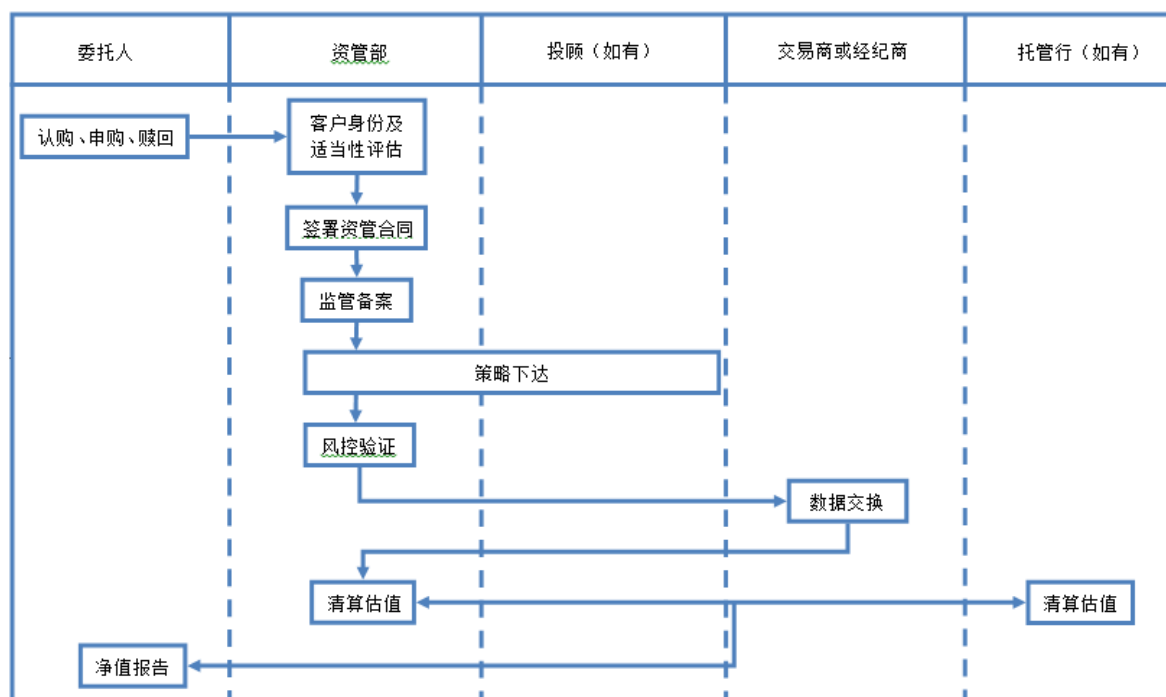 委托人
资管部
投顾（如有）
交易商或经纪商
托管行（如有）
认购、申购、赎回
客户身份及
适当性评估
签署资管合同
监管备案
策略下达
风控验证
数据交换
清算估值
清算估值
净值报告